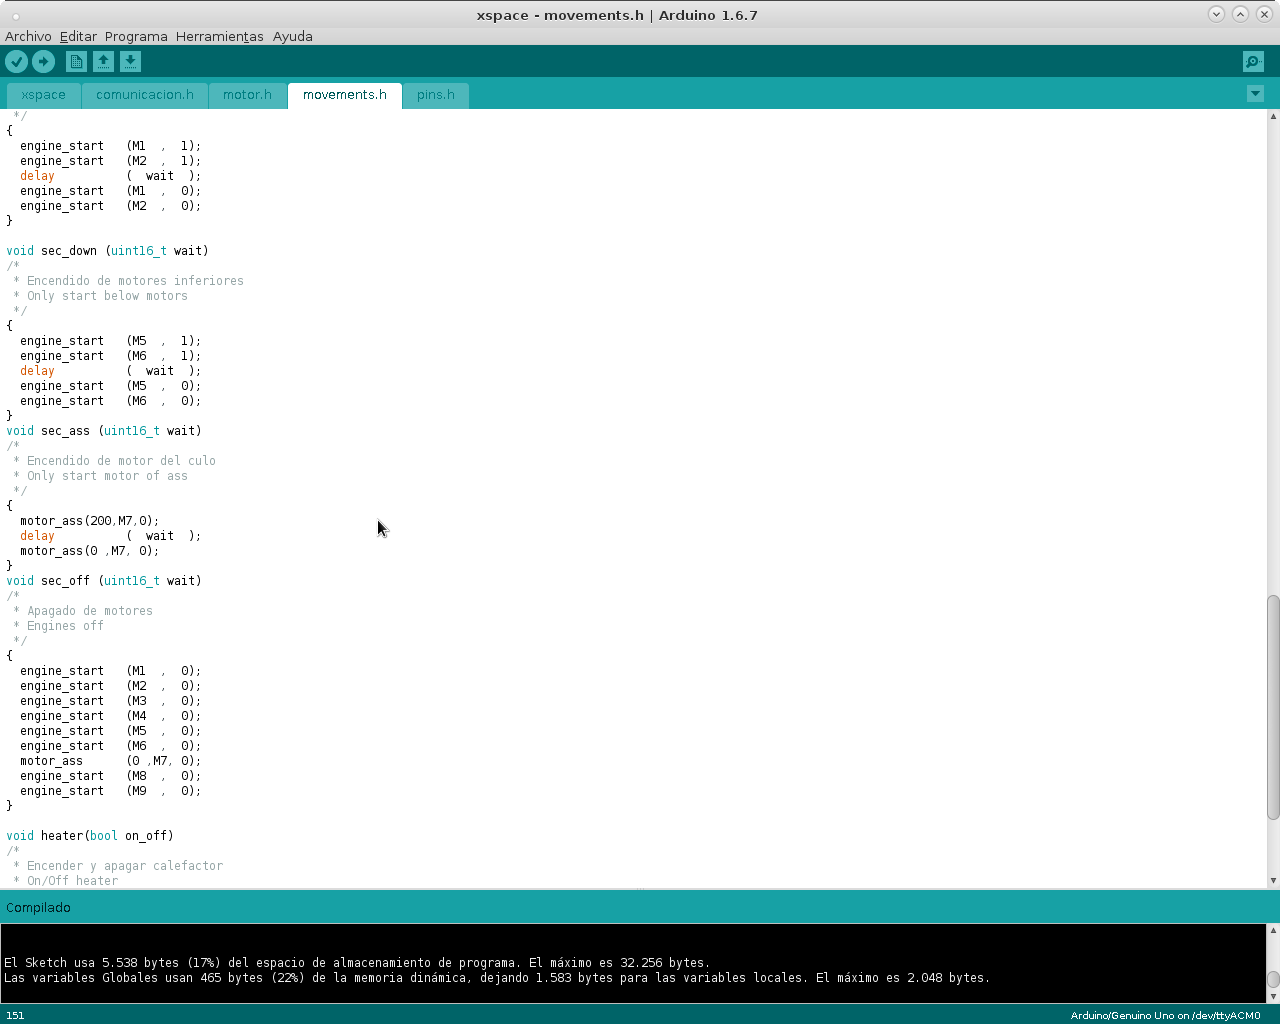 xspace - movements.h | Arduino 1.6.7
Archivo Editar Programa Herramientas Ayuda
xspace comunicacion.h motor.h movements.h pins.h
*/
{
engine_start (M1 , 1);
engine_start (M2 , 1);
delay ( wait );
engine_start (M1 , 0);
engine_start (M2 , 0);
}
void sec_down (uint16_t wait)
/*
* Encendido de motores inferiores
* Only start below motors
*/
{
engine_start (M5 , 1);
engine_start (M6 , 1);
delay ( wait );
engine_start (M5 , 0);
engine_start (M6 , 0);
}
void sec_ass (uint16_t wait)
/*
* Encendido de motor del culo
* Only start motor of ass
*/
{
motor_ass(200,M7,0);
delay ( wait );
motor_ass(0 ,M7, 0);
}
void sec_off (uint16_t wait)
/*
* Apagado de motores
* Engines off
*/
{
engine_start (M1 , 0);
engine_start (M2 , 0);
engine_start (M3 , 0);
engine_start (M4 , 0);
engine_start (M5 , 0);
engine_start (M6 , 0);
motor_ass (0 ,M7, 0);
engine_start (M8 , 0);
engine_start (M9 , 0);
}
void heater(bool on_off)
/*
* Encender y apagar calefactor
* On/Off heater
Compilado
El Sketch usa 5.538 bytes (17%) del espacio de almacenamiento de programa. El máximo es 32.256 bytes.
Las variables Globales usan 465 bytes (22%) de la memoria dinámica, dejando 1.583 bytes para las variables locales. El máximo es 2.048 bytes.
151 Arduino/Genuino Uno on /dev/ttyACM0